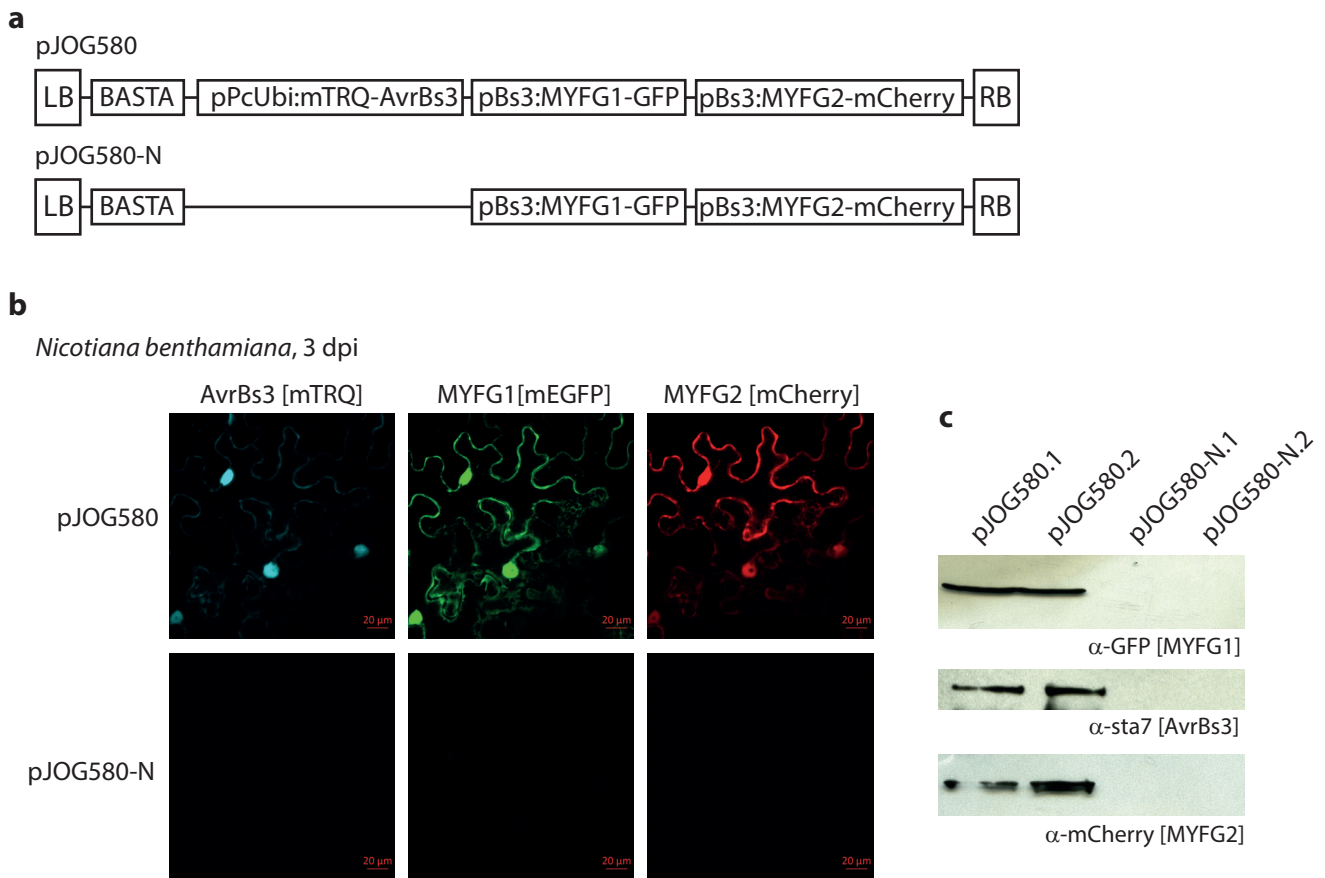 a
pJOG580
LB BASTA pPcUbi:mTRQ-AvrBs3 pBs3:MYFG1-GFP pBs3:MYFG2-mCherry RB
pJOG580-N
LB BASTA pBs3:MYFG1-GFP pBs3:MYFG2-mCherry RB
b
Nicotiana benthamiana, 3 dpi
AvrBs3 [mTRQ] MYFG1[mEGFP] MYFG2 [mCherry]
pJOG580
20 µm 20 µm 20 µm
pJOG580-N
20 µm 20 µm 20 µm
c
pJOG580.1
pJOG580.2
pJOG580-N.1
pJOG580-N.2
α-GFP [MYFG1]
α-sta7 [AvrBs3]
α-mCherry [MYFG2]